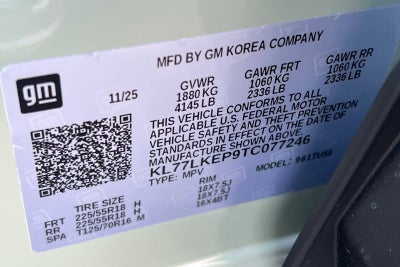 MFD BY GM KOREA COMPANY
gm
11/25
GVWR GAWR FRT GAWR RR
1880 KG 1060 KG 1060 KG
4145 LB 2336 LB 2336 LB
THIS VEHICLE CONFORMS TO ALL
APPLICABLE U.S. FEDERAL MOTOR
VEHICLE SAFETY AND THEFT PREVENTION
STANDARDS IN EFFECT ON THE DATE OF
MANUFACTURE SHOWN ABOVE.
KL77LKEP9TC077246
TYPE: MPV MODEL: 961TUS8
TIRE SIZE RIM
FRT 225/55R18 H 18X7.5J
RR 225/55R18 H 18X7.5J
SPA T125/70R16 M 16X4BT